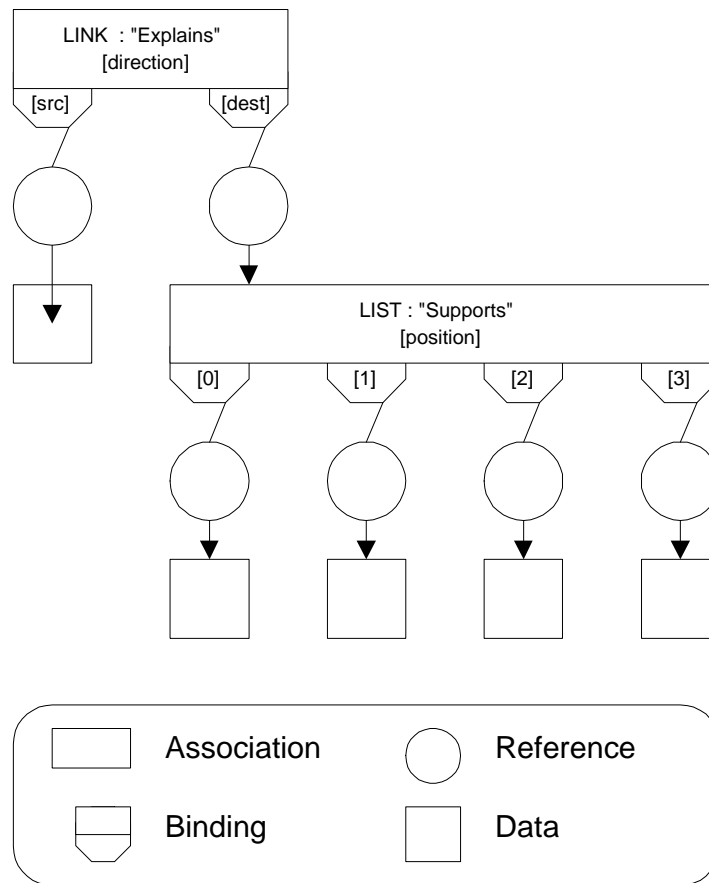 LINK : "Explains"
[direction]
[src] [dest]
LIST : "Supports"
[position]
[0] [1] [2] [3]
Association Reference
Binding Data